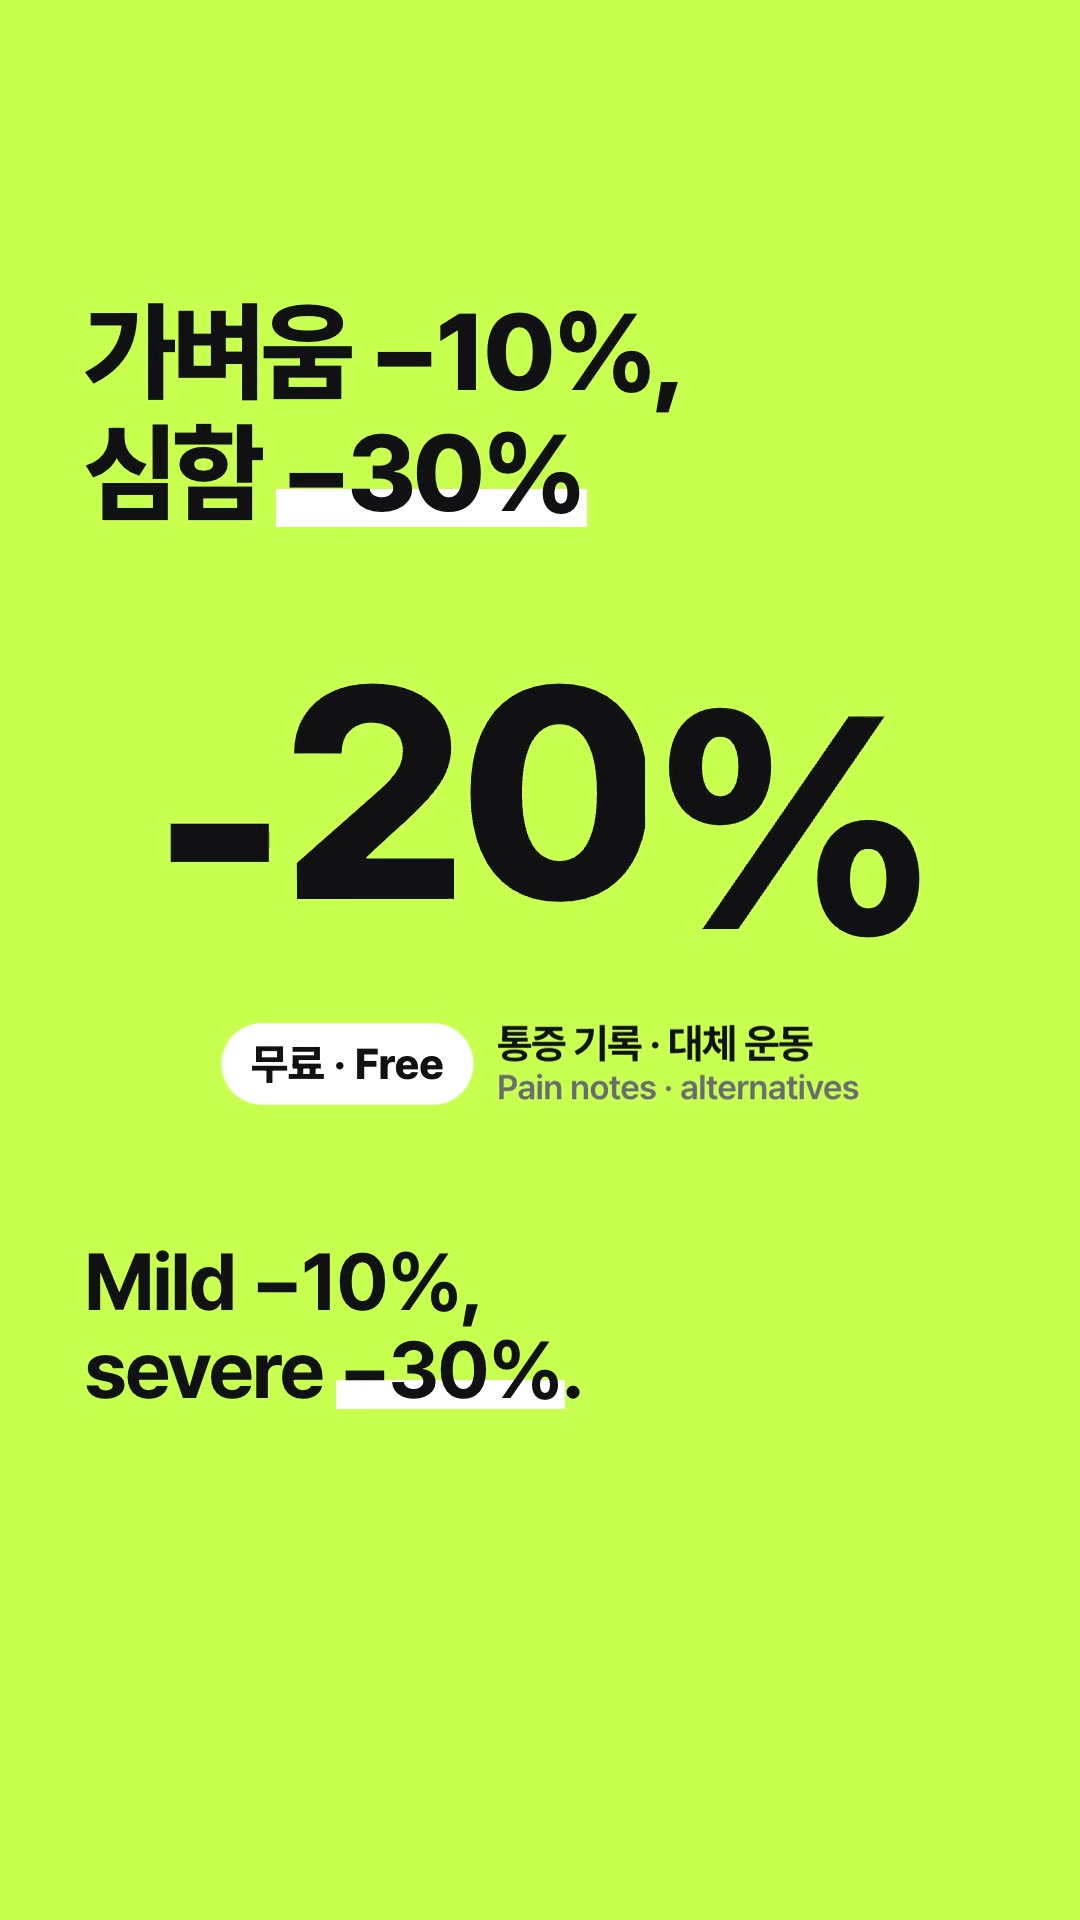 가벼움 –10%,
심함 –30%
-20%
무료 · Free
통증 기록 · 대체 운동
Pain notes · alternatives
Mild –10%,
severe –30%.